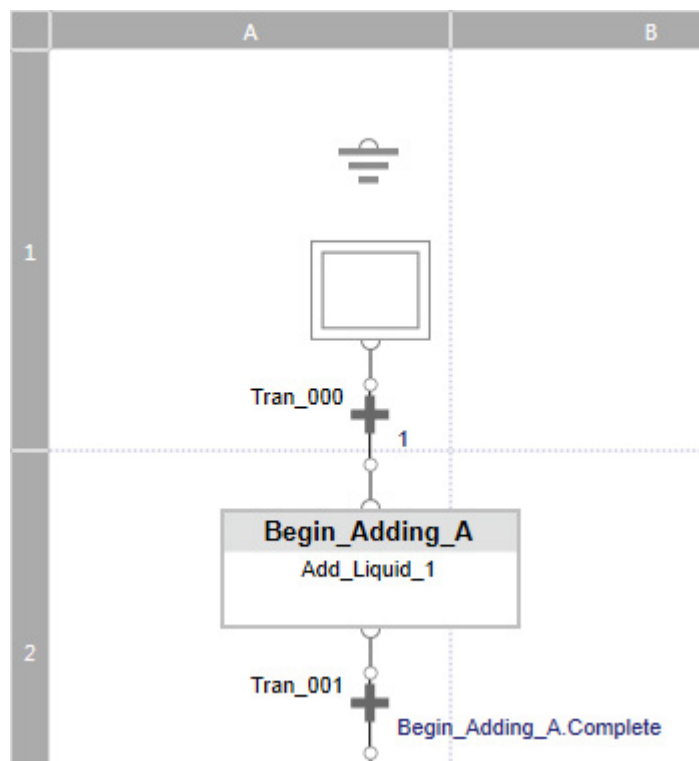 A
B
1
Tran_000
1
2
Begin_Adding_A
Add_Liquid_1
Tran_001
Begin_Adding_A.Complete